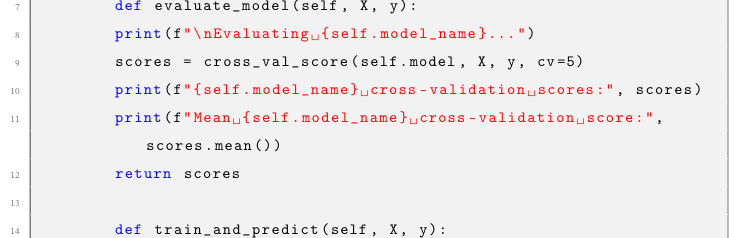 7 def evaluate_model(self, X, y):
8 print(f"\nEvaluating␣{self.model_name}...")
9 scores = cross_val_score(self.model, X, y, cv=5)
10 print(f"{self.model_name}␣cross-validation␣scores:", scores)
11 print(f"Mean␣{self.model_name}␣cross-validation␣score:",
scores.mean())
12 return scores
13
14 def train_and_predict(self, X, y):